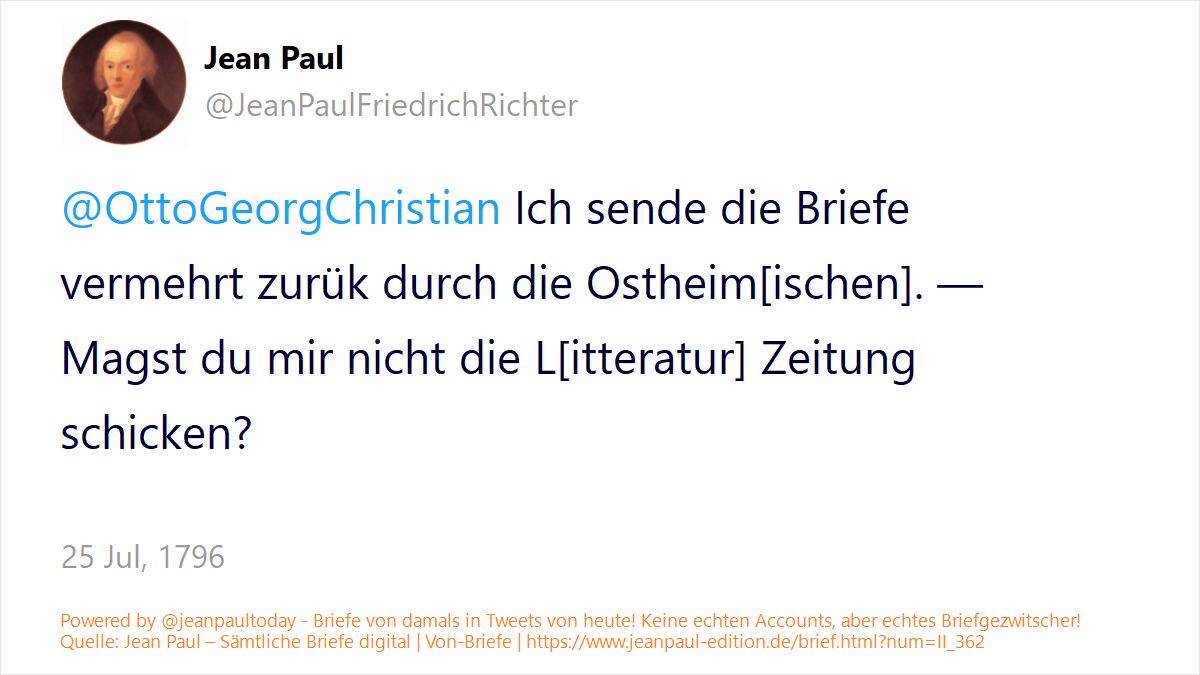 Jean Paul
@JeanPaulFriedrichRichter
@OttoGeorgChristian Ich sende die Briefe
vermehrt zurük durch die Ostheim[ischen]. —
Magst du mir nicht die L[itteratur] Zeitung
schicken?
25 Jul, 1796
Powered by @jeanpaultoday - Briefe von damals in Tweets von heute! Keine echten Accounts, aber echtes Briefgezwitscher!
Quelle: Jean Paul – Sämtliche Briefe digital | Von-Briefe | https://www.jeanpaul-edition.de/brief.html?num=II_362